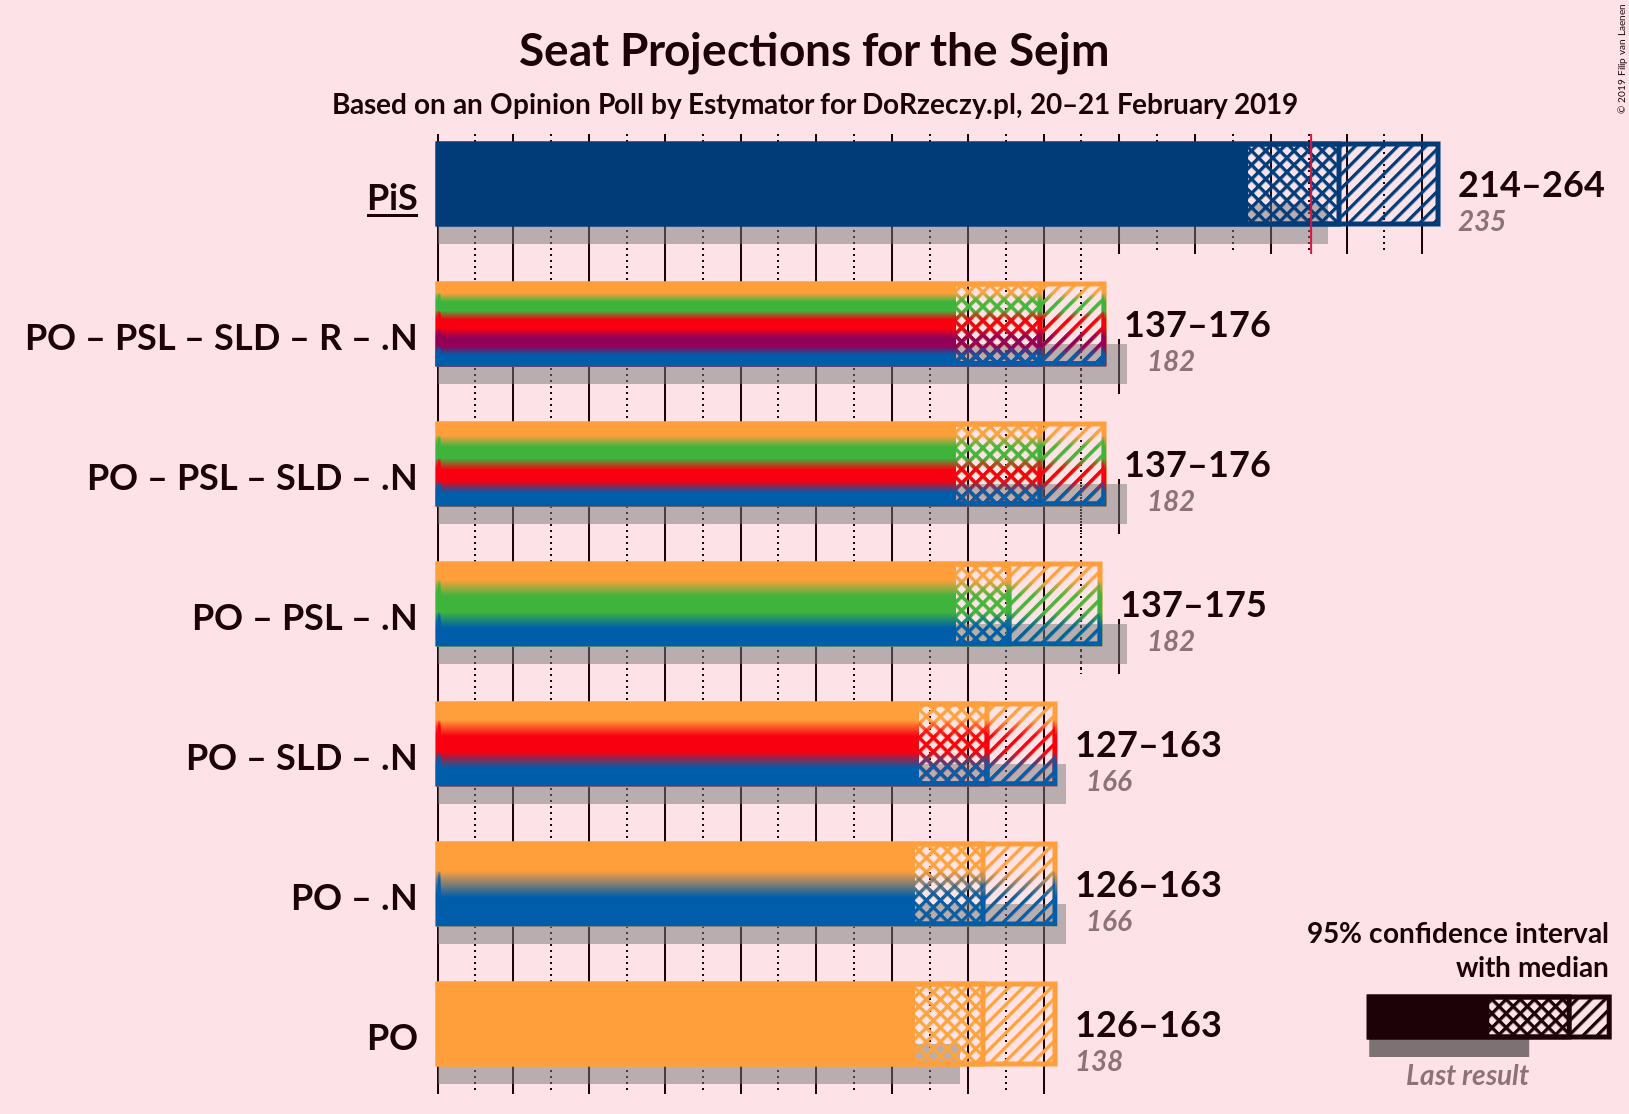 Seat Projections for the Sejm
Based on an Opinion Poll by Estymator for DoRzeczy.pl, 20–21 February 2019
© 2019 Filip van Laenen
PiS
214–264
235
PO – PSL – SLD – R – .N
137–176
182
PO – PSL – SLD – .N
137–176
182
PO – PSL – .N
137–175
182
PO – SLD – .N
127–163
166
PO – .N
126–163
166
PO
126–163
138
95% confidence interval
with median
Last result